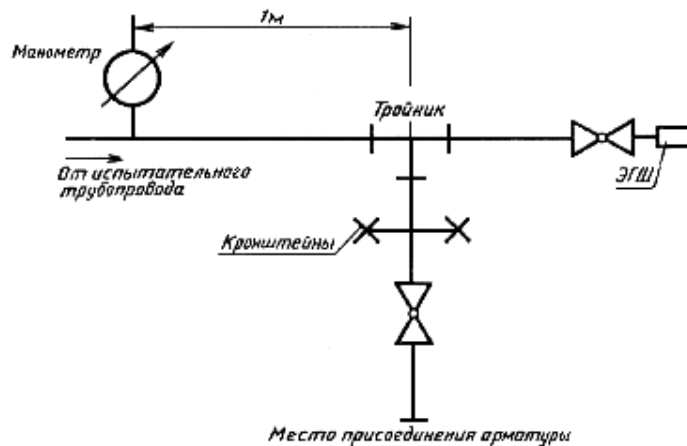 1м
Манометр
Тройник
От испытательного
трубопровода
ЭГШ
Кронштейны
Место присоединения арматуры